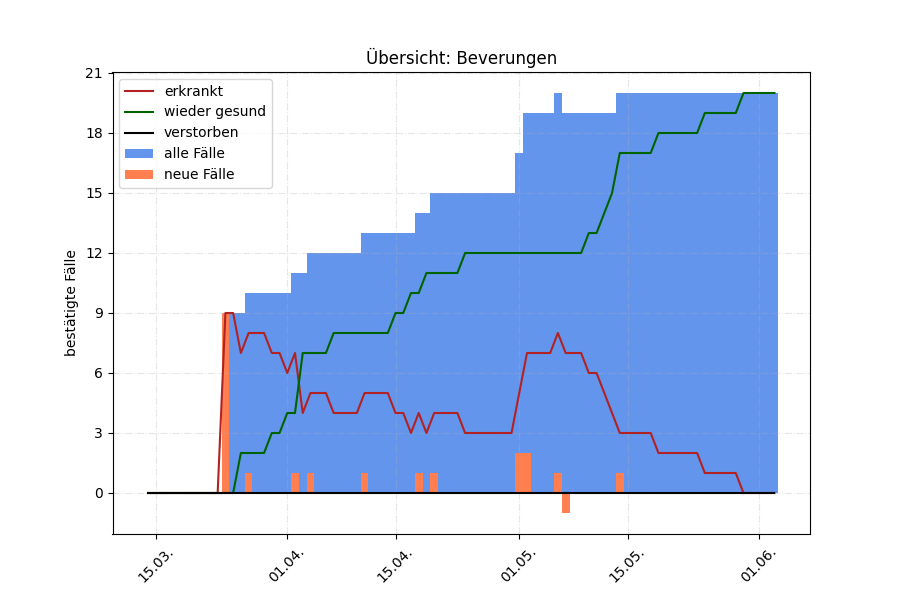 Übersicht: Beverungen
bestätigte Fälle
21
18
15
12
9
6
3
0
erkrankt
wieder gesund
verstorben
alle Fälle
neue Fälle
15.03.
01.04.
15.04.
01.05.
15.05.
01.06.